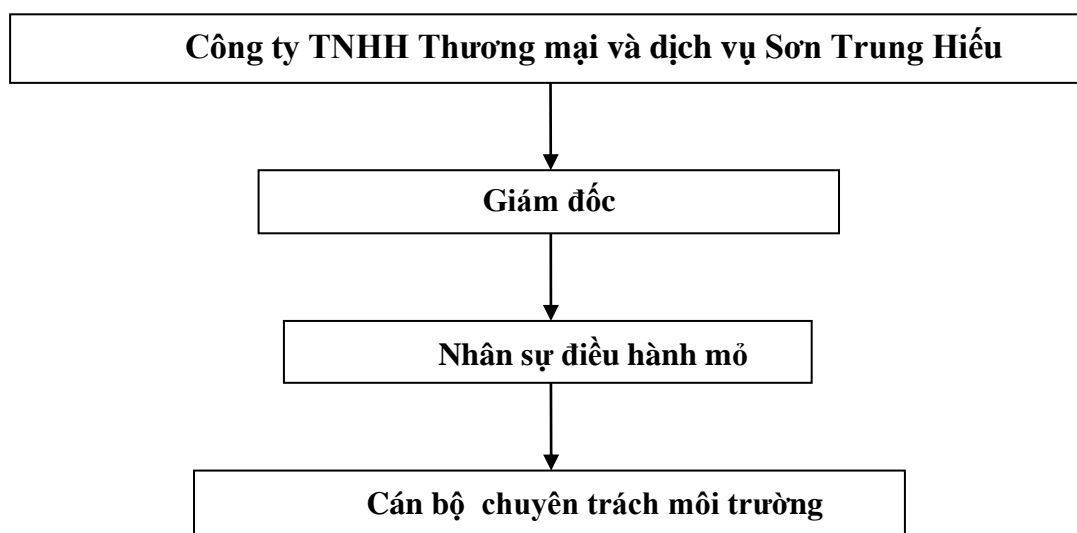 Công ty TNHH Thương mại và dịch vụ Sơn Trung Hiếu
Giám đốc
Nhân sự điều hành mỏ
Cán bộ chuyên trách môi trường